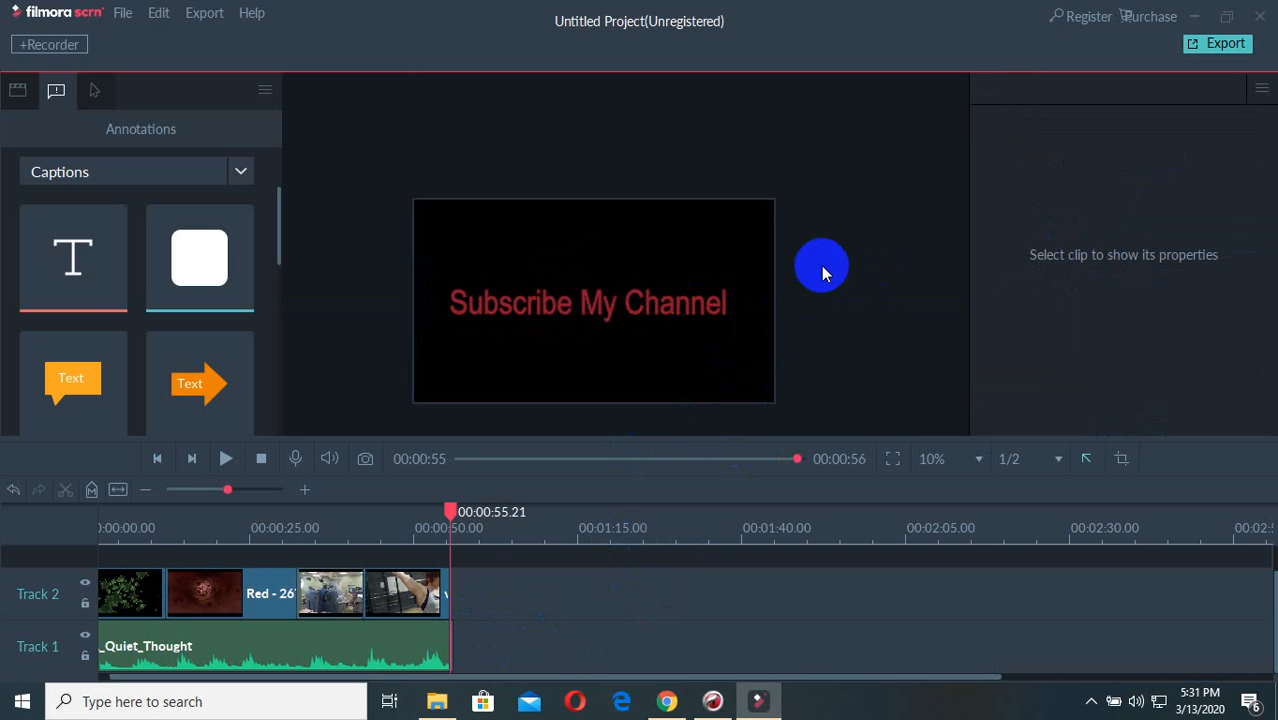 filmora scrn
File Edit Export Help
Untitled Project(Unregistered)
Register Purchase
+Recorder
Export
Annotations
Captions
T
Text
Text
Subscribe My Channel
Select clip to show its properties
00:00:55 00:00:56 10% 1/2
00:00:55.21
0:00:00.00 00:00:25.00 00:00:50.00 00:01:15.00 00:01:40.00 00:02:05.00 00:02:30.00 00:02:5
Track 2
Red - 26
Track 1
_Quiet_Thought
Type here to search
5:31 PM
3/13/2020
6